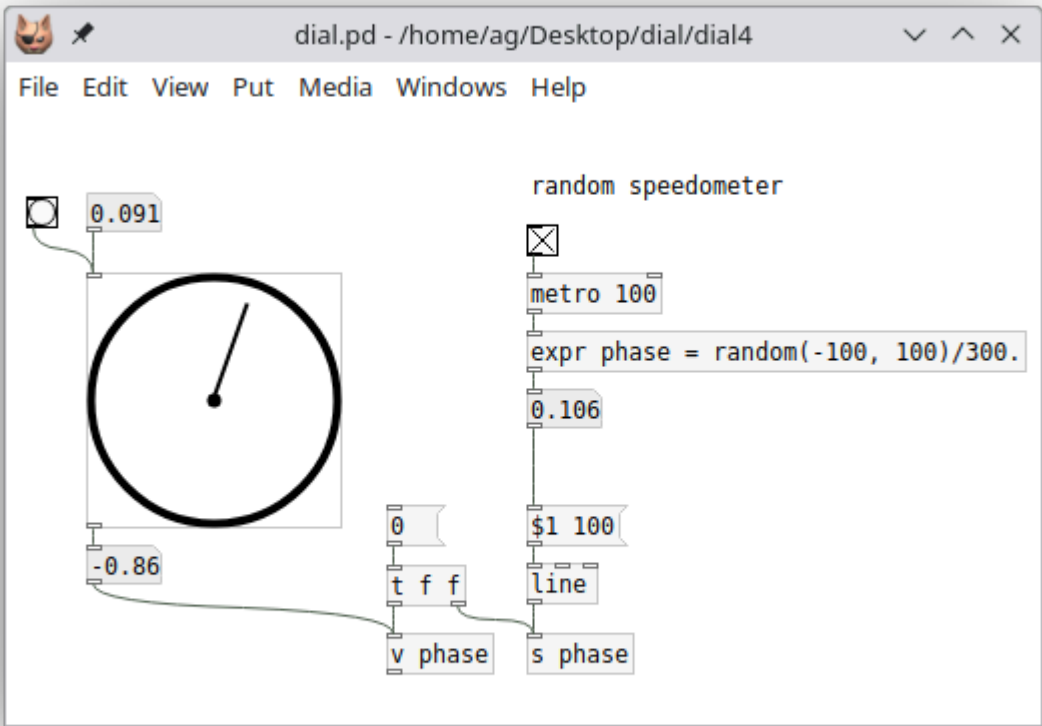 dial.pd - /home/ag/Desktop/dial/dial4
File Edit View Put Media Windows Help
random speedometer
0.091
metro 100
expr phase = random(-100, 100)/300.
0.106
0
$1 100
-0.86
t f f
line
v phase
s phase